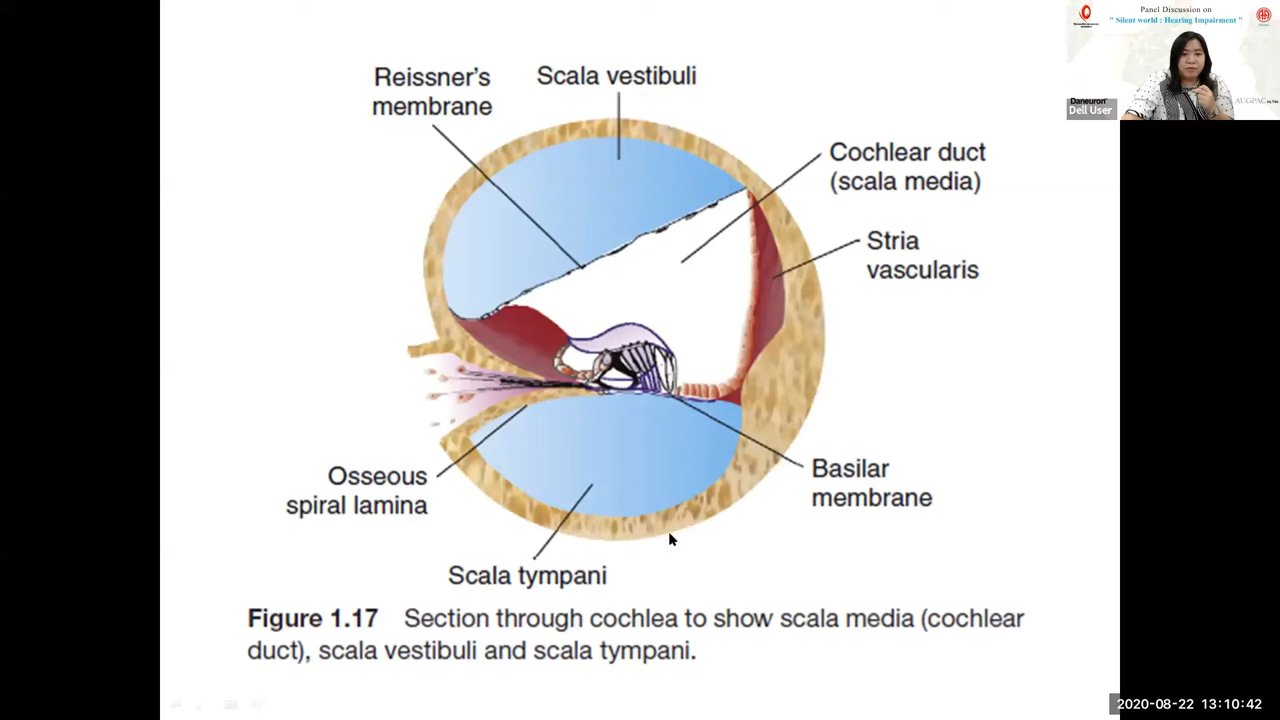 Panel Discussion on
" Silent world : Hearing Impairment "
Daneuron
AUGPAC
Dell User
Reissner's
membrane
Scala vestibuli
Cochlear duct
(scala media)
Stria
vascularis
Osseous
spiral lamina
Basilar
membrane
Scala tympani
Figure 1.17 Section through cochlea to show scala media (cochlear
duct), scala vestibuli and scala tympani.
2020-08-22 13:10:42